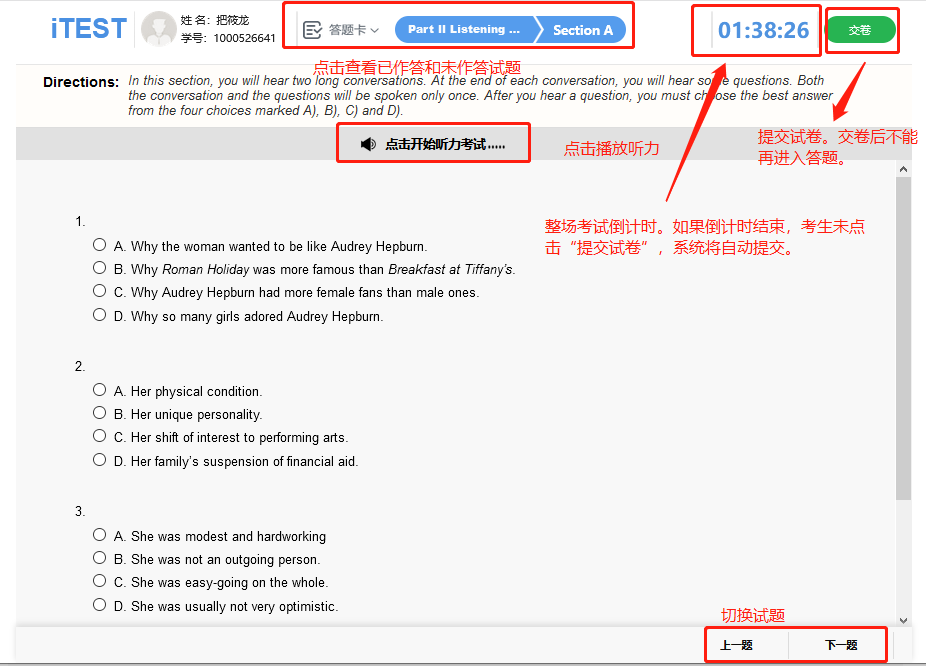 iTEST
姓 名：把筱龙
学号：1000526641
答题卡
Part II Listening ...
Section A
01:38:26
交卷
点击查看已作答和未作答试题
Directions:
In this section, you will hear two long conversations. At the end of each conversation, you will hear some questions. Both
the conversation and the questions will be spoken only once. After you hear a question, you must choose the best answer
from the four choices marked A), B), C) and D).
点击开始听力考试.....
点击播放听力
提交试卷。交卷后不能
再进入答题。
整场考试倒计时。如果倒计时结束，考生未点
击“提交试卷”，系统将自动提交。
1.
A. Why the woman wanted to be like Audrey Hepburn.
B. Why Roman Holiday was more famous than Breakfast at Tiffany’s.
C. Why Audrey Hepburn had more female fans than male ones.
D. Why so many girls adored Audrey Hepburn.
2.
A. Her physical condition.
B. Her unique personality.
C. Her shift of interest to performing arts.
D. Her family’s suspension of financial aid.
3.
A. She was modest and hardworking
B. She was not an outgoing person.
C. She was easy-going on the whole.
D. She was usually not very optimistic.
切换试题
上一题
下一题